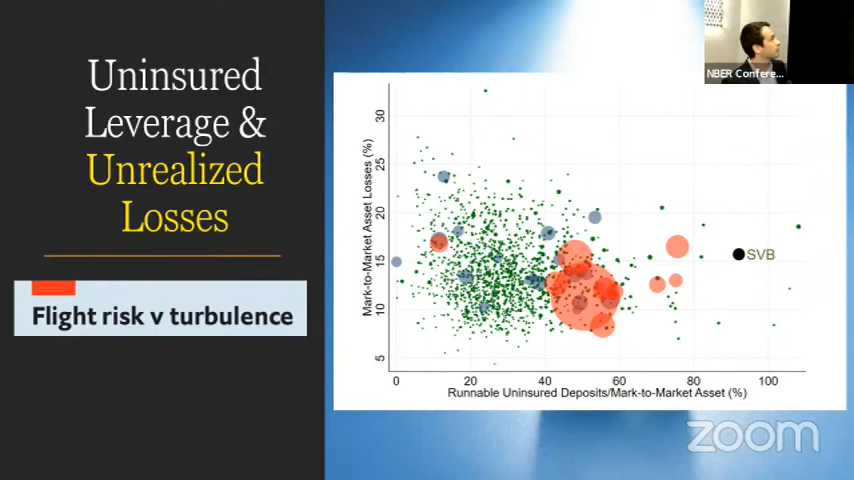 Uninsured
Leverage &
Unrealized
Losses
Flight risk v turbulence
NBER Confere...
Mark-to-Market Asset Losses (%)
30
25
20
15
10
5
SVB
0 20 40 60 80 100
Runnable Uninsured Deposits/Mark-to-Market Asset (%)
zoom